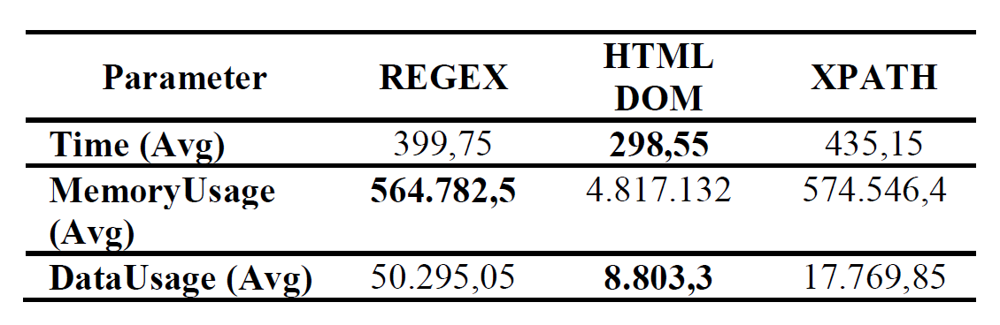 Parameter REGEX HTML DOM XPATH
Time (Avg) 399,75 298,55 435,15
MemoryUsage (Avg) 564.782,5 4.817.132 574.546,4
DataUsage (Avg) 50.295,05 8.803,3 17.769,85